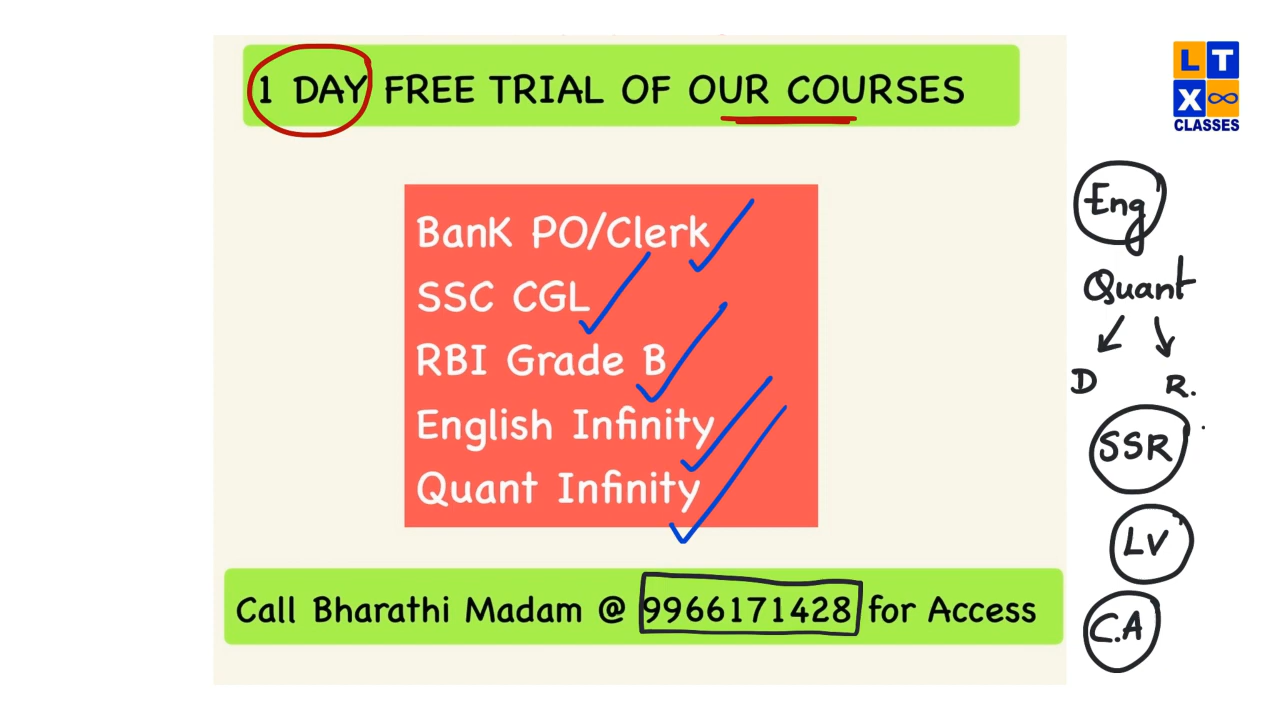 1 DAY FREE TRIAL OF OUR COURSES
L T
X ∞
CLASSES
BanK PO/Clerk
SSC CGL
RBI Grade B
English Infinity
Quant Infinity
Call Bharathi Madam @ 9966171428 for Access
Eng
Quant
D R.
SSR
LV
C.A